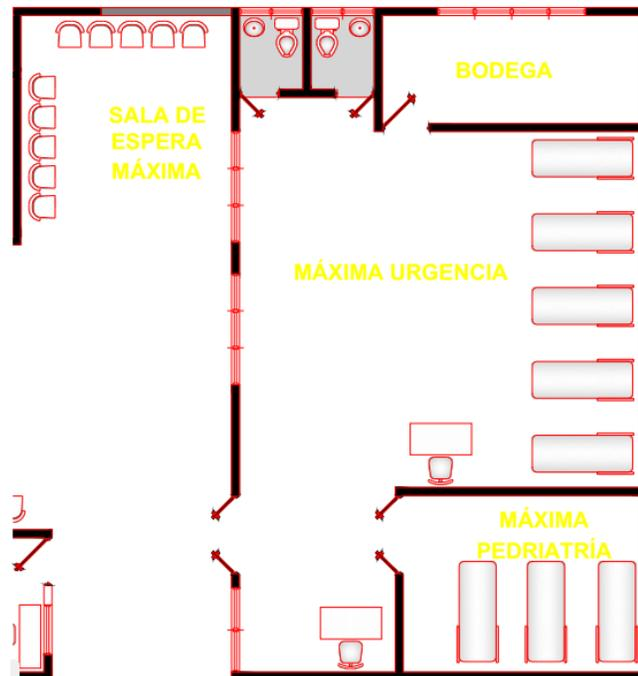 BODEGA
SALA DE
ESPERA
MÁXIMA
MÁXIMA URGENCIA
MÁXIMA
PEDRIATRÍA